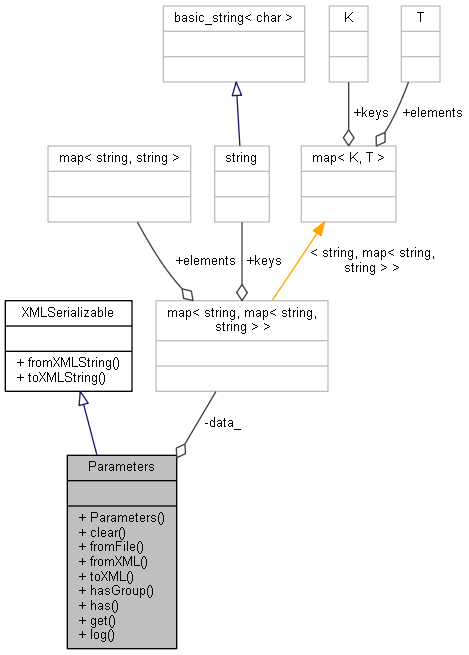 basic_string< char >
K
T
+keys
+elements
map< string, string >
string
map< K, T >
+elements
+keys
< string, map< string,
string > >
XMLSerializable
+ fromXMLString()
+ toXMLString()
map< string, map< string,
string > >
-data_
Parameters
+ Parameters()
+ clear()
+ fromFile()
+ fromXML()
+ toXML()
+ hasGroup()
+ has()
+ get()
+ log()